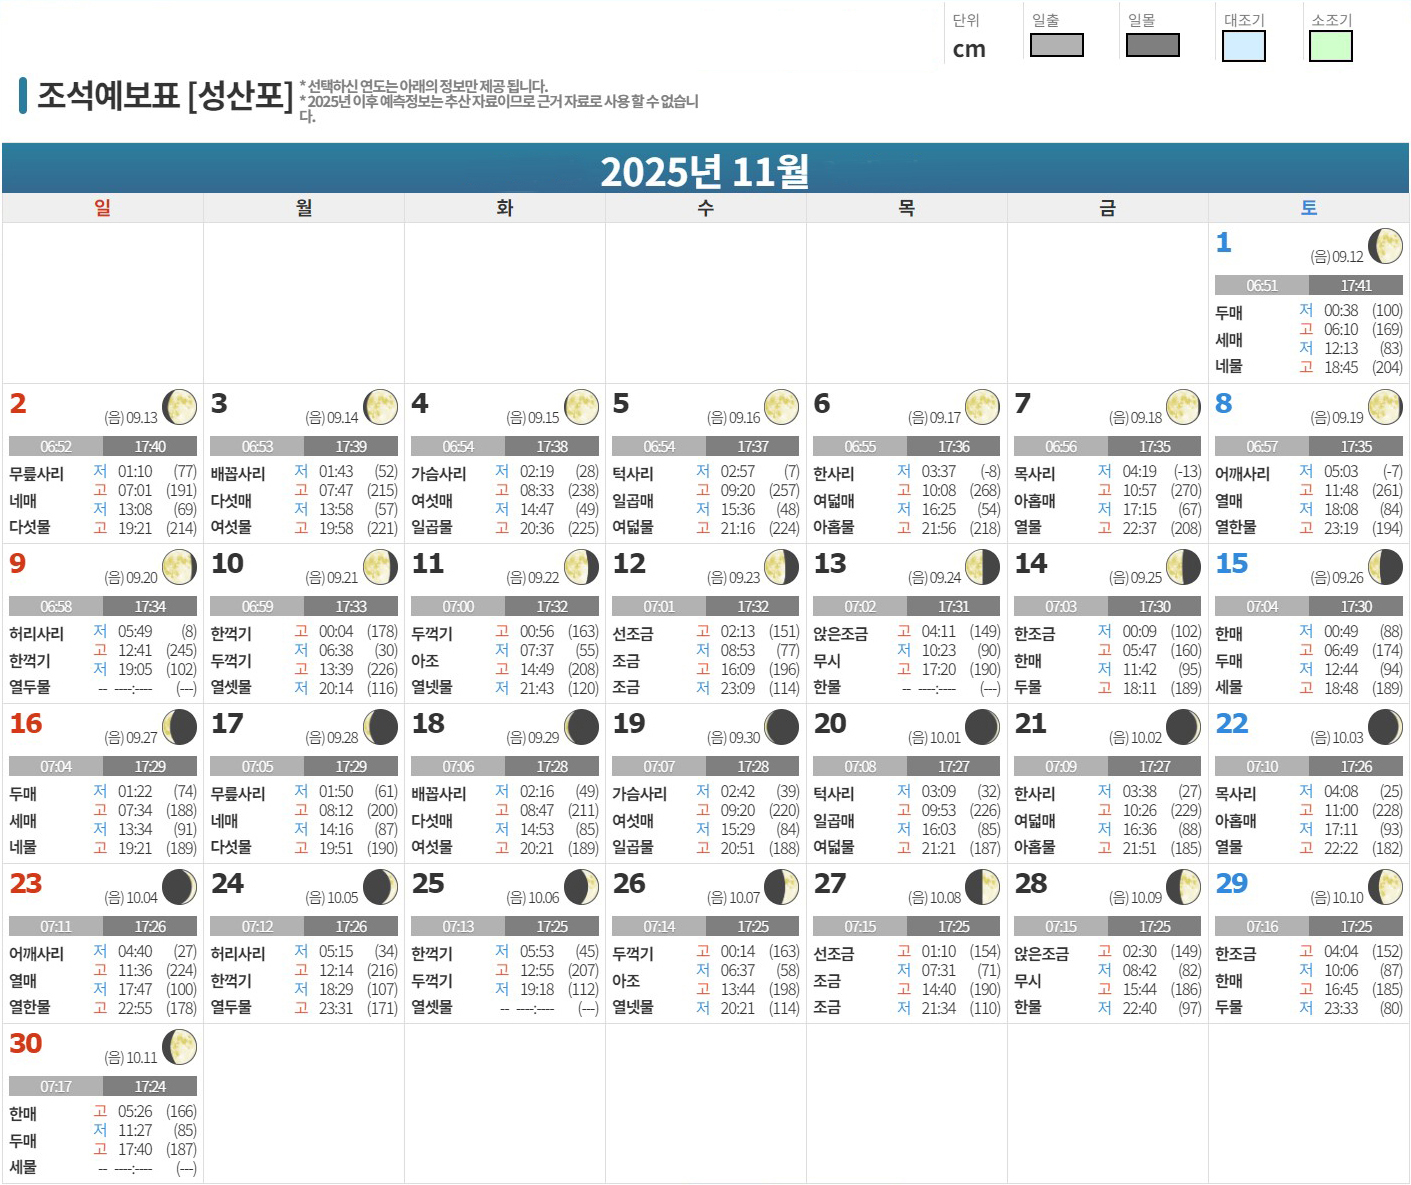 단위 일출 일몰 대조기 소조기
cm
조석예보표 [성산포]
* 선택하신 연도는 아래의 정보만 제공 됩니다.
* 2025년 이후 예측정보는 추산 자료이므로 근거 자료로 사용 할 수 없습니
다.
2025년 11월
일 월 화 수 목 금 토
1 (음) 09.12
06:51 17:41
두매 세매 네물
저 00:38 (100)
고 06:10 (169)
저 12:13 (83)
고 18:45 (204)
2 (음) 09.13
06:52 17:40
무릎사리 네매 다섯물
저 01:10 (77)
고 07:01 (191)
저 13:08 (69)
고 19:21 (214)
3 (음) 09.14
06:53 17:39
배꼽사리 다섯매 여섯물
저 01:43 (52)
고 07:47 (215)
저 13:58 (57)
고 19:58 (221)
4 (음) 09.15
06:54 17:38
가슴사리 여섯매 일곱물
저 02:19 (28)
고 08:33 (238)
저 14:47 (49)
고 20:36 (225)
5 (음) 09.16
06:54 17:37
턱사리 일곱매 여덟물
저 02:57 (7)
고 09:20 (257)
저 15:36 (48)
고 21:16 (224)
6 (음) 09.17
06:55 17:36
한사리 여덟매 아홉물
저 03:37 (-8)
고 10:08 (268)
저 16:25 (54)
고 21:56 (218)
7 (음) 09.18
06:56 17:35
목사리 아홉매 열물
저 04:19 (-13)
고 10:57 (270)
저 17:15 (67)
고 22:37 (208)
8 (음) 09.19
06:57 17:35
어깨사리 열매 열한물
저 05:03 (-7)
고 11:48 (261)
저 18:08 (84)
고 23:19 (194)
9 (음) 09.20
06:58 17:34
허리사리 한꺽기 열두물
저 05:49 (8)
고 12:41 (245)
저 19:05 (102)
-- ----:---- (---)
10 (음) 09.21
06:59 17:33
한꺽기 두꺽기 열셋물
고 00:04 (178)
저 06:38 (30)
고 13:39 (226)
저 20:14 (116)
11 (음) 09.22
07:00 17:32
두꺽기 아조 열넷물
고 00:56 (163)
저 07:37 (55)
고 14:49 (208)
저 21:43 (120)
12 (음) 09.23
07:01 17:32
선조금 조금 조금
고 02:13 (151)
저 08:53 (77)
고 16:09 (196)
저 23:09 (114)
13 (음) 09.24
07:02 17:31
앉은조금 무시 한물
고 04:11 (149)
저 10:23 (90)
고 17:20 (190)
-- ----:---- (---)
14 (음) 09.25
07:03 17:30
한조금 한매 두물
저 00:09 (102)
고 05:47 (160)
저 11:42 (95)
고 18:11 (189)
15 (음) 09.26
07:04 17:30
한매 두매 세물
저 00:49 (88)
고 06:49 (174)
저 12:44 (94)
고 18:48 (189)
16 (음) 09.27
07:04 17:29
두매 세매 네물
저 01:22 (74)
고 07:34 (188)
저 13:34 (91)
고 19:21 (189)
17 (음) 09.28
07:05 17:29
무릎사리 네매 다섯물
저 01:50 (61)
고 08:12 (200)
저 14:16 (87)
고 19:51 (190)
18 (음) 09.29
07:06 17:28
배꼽사리 다섯매 여섯물
저 02:16 (49)
고 08:47 (211)
저 14:53 (85)
고 20:21 (189)
19 (음) 09.30
07:07 17:28
가슴사리 여섯매 일곱물
저 02:42 (39)
고 09:20 (220)
저 15:29 (84)
고 20:51 (188)
20 (음) 10.01
07:08 17:27
턱사리 일곱매 여덟물
저 03:09 (32)
고 09:53 (226)
저 16:03 (85)
고 21:21 (187)
21 (음) 10.02
07:09 17:27
한사리 여덟매 아홉물
저 03:38 (27)
고 10:26 (229)
저 16:36 (88)
고 21:51 (185)
22 (음) 10.03
07:10 17:26
목사리 아홉매 열물
저 04:08 (25)
고 11:00 (228)
저 17:11 (93)
고 22:22 (182)
23 (음) 10.04
07:11 17:26
어깨사리 열매 열한물
저 04:40 (27)
고 11:36 (224)
저 17:47 (100)
고 22:55 (178)
24 (음) 10.05
07:12 17:26
허리사리 한꺽기 열두물
저 05:15 (34)
고 12:14 (216)
저 18:29 (107)
고 23:31 (171)
25 (음) 10.06
07:13 17:25
한꺽기 두꺽기 열셋물
저 05:53 (45)
고 12:55 (207)
저 19:18 (112)
-- ----:---- (---)
26 (음) 10.07
07:14 17:25
두꺽기 아조 열넷물
고 00:14 (163)
저 06:37 (58)
고 13:44 (198)
저 20:21 (114)
27 (음) 10.08
07:15 17:25
선조금 조금 조금
고 01:10 (154)
저 07:31 (71)
고 14:40 (190)
저 21:34 (110)
28 (음) 10.09
07:15 17:25
앉은조금 무시 한물
고 02:30 (149)
저 08:42 (82)
고 15:44 (186)
저 22:40 (97)
29 (음) 10.10
07:16 17:25
한조금 한매 두물
고 04:04 (152)
저 10:06 (87)
고 16:45 (185)
저 23:33 (80)
30 (음) 10.11
07:17 17:24
한매 두매 세물
고 05:26 (166)
저 11:27 (85)
고 17:40 (187)
-- ----:---- (---)